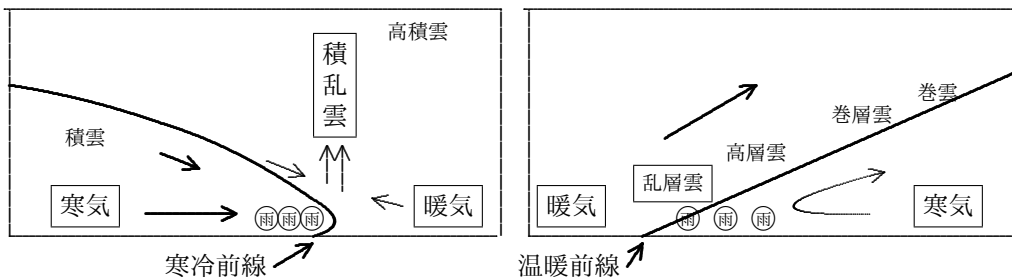 高積雲
積乱雲
積雲
寒気
雨雨雨
暖気
寒冷前線
巻雲
巻層雲
高層雲
乱層雲
暖気
雨 雨 雨
寒気
温暖前線